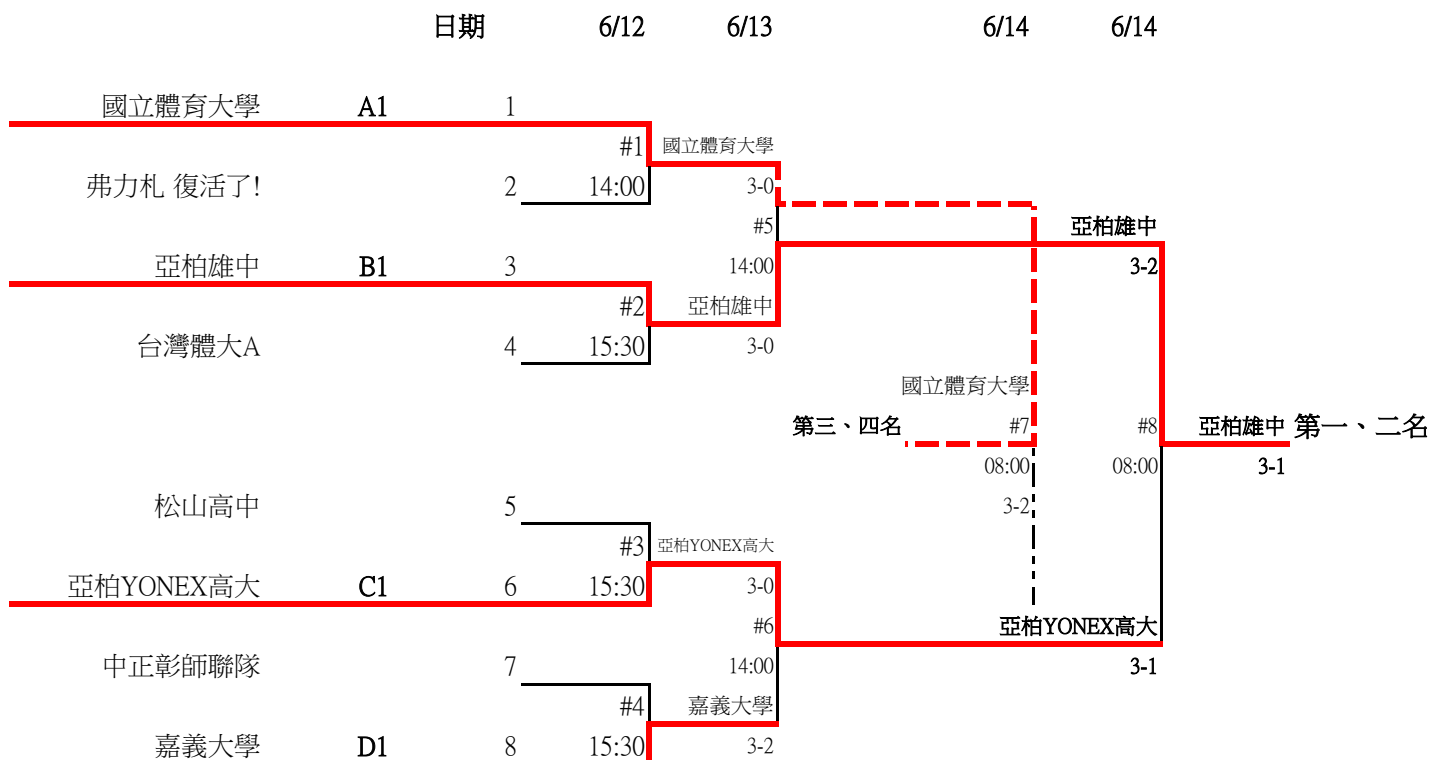 日期 6/12 6/13 6/14 6/14
國立體育大學 A1 1
#1 國立體育大學
弗力札 復活了! 2 14:00 3-0
#5 亞柏雄中
亞柏雄中 B1 3 14:00 3-2
#2 亞柏雄中
台灣體大A 4 15:30 3-0
國立體育大學
第三、四名 #7 #8 亞柏雄中 第一、二名
08:00 08:00 3-1
松山高中 5 3-2
#3 亞柏YONEX高大
亞柏YONEX高大 C1 6 15:30 3-0
#6 亞柏YONEX高大
中正彰師聯隊 7 14:00 3-1
#4 嘉義大學
嘉義大學 D1 8 15:30 3-2